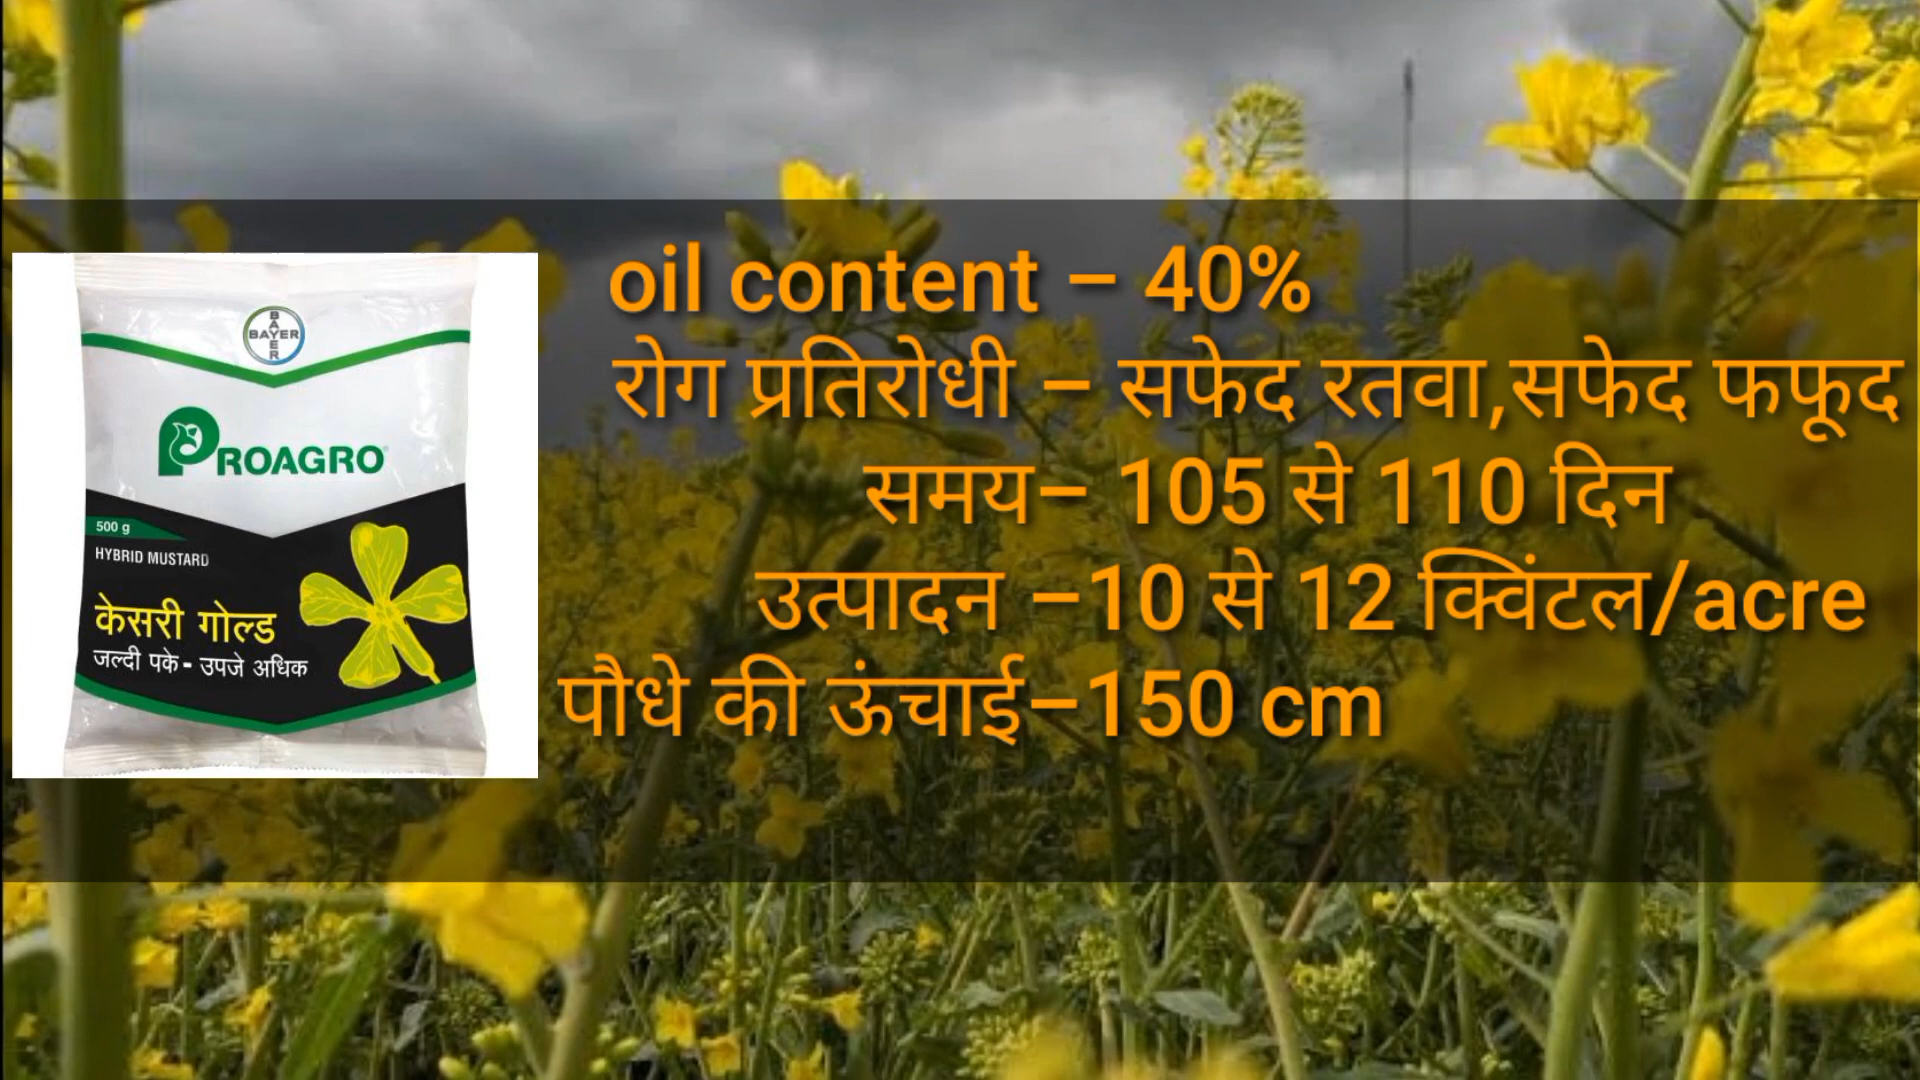 BAYER
BAYER
PROAGRO
500 g
HYBRID MUSTARD
केसरी गोल्ड
जल्दी पके - उपजे अधिक
oil content – 40%
रोग प्रतिरोधी – सफेद रतवा,सफेद फफूद
समय– 105 से 110 दिन
उत्पादन –10 से 12 क्विंटल/acre
पौधे की ऊंचाई–150 cm